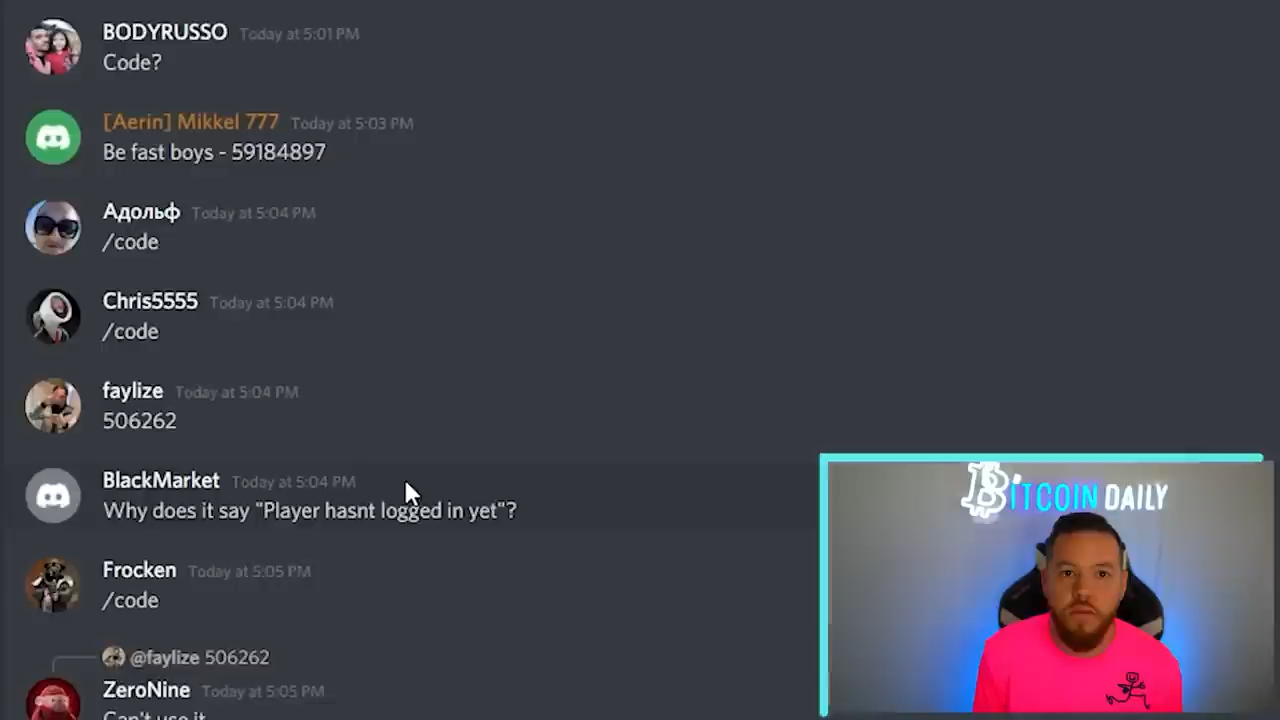 BODYRUSSO Today at 5:01 PM
Code?
[Aerin] Mikkel 777 Today at 5:03 PM
Be fast boys - 59184897
Адольф Today at 5:04 PM
/code
Chris5555 Today at 5:04 PM
/code
faylize Today at 5:04 PM
506262
BlackMarket Today at 5:04 PM
Why does it say "Player hasnt logged in yet"?
Frocken Today at 5:05 PM
/code
@faylize 506262
ZeroNine Today at 5:05 PM
Can't use it
BITCOIN DAILY